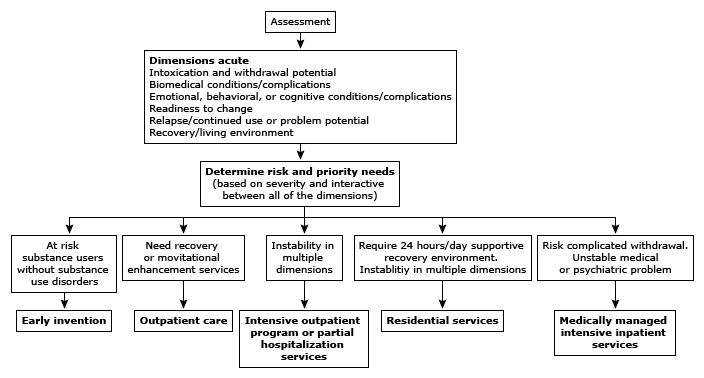 Assessment
Dimensions acute
Intoxication and withdrawal potential
Biomedical conditions/complications
Emotional, behavioral, or cognitive conditions/complications
Readiness to change
Relapse/continued use or problem potential
Recovery/living environment
Determine risk and priority needs
(based on severity and interactive
between all of the dimensions)
At risk
substance users
without substance
use disorders
Need recovery
or movitational
enhancement services
Instability in
multiple
dimensions
Require 24 hours/day supportive
recovery environment.
Instablitiy in multiple dimensions
Risk complicated withdrawal.
Unstable medical
or psychiatric problem
Early invention
Outpatient care
Intensive outpatient
program or partial
hospitalization
services
Residential services
Medically managed
intensive inpatient
services